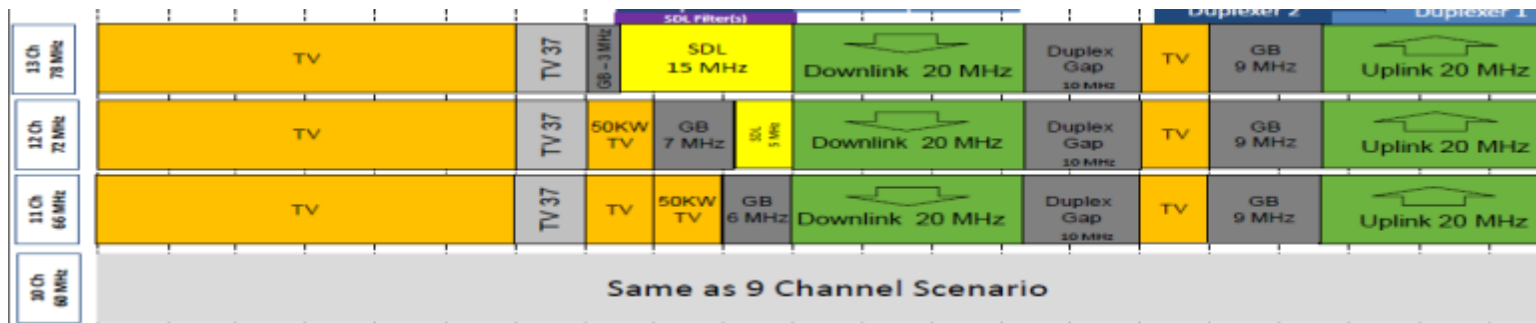 SDL Filter(s)
Duplexer 2
Duplexer 1
13 Ch
78 MHz
TV
TV 37
GB – 3 MHz
SDL
15 MHz
Downlink 20 MHz
Duplex
Gap
10 MHz
TV
GB
9 MHz
Uplink 20 MHz
12 Ch
72 MHz
TV
TV 37
50KW
TV
GB
7 MHz
SDL
5 MHz
Downlink 20 MHz
Duplex
Gap
10 MHz
TV
GB
9 MHz
Uplink 20 MHz
11 Ch
66 MHz
TV
TV 37
TV
50KW
TV
GB
6 MHz
Downlink 20 MHz
Duplex
Gap
10 MHz
TV
GB
9 MHz
Uplink 20 MHz
10 Ch
60 MHz
Same as 9 Channel Scenario